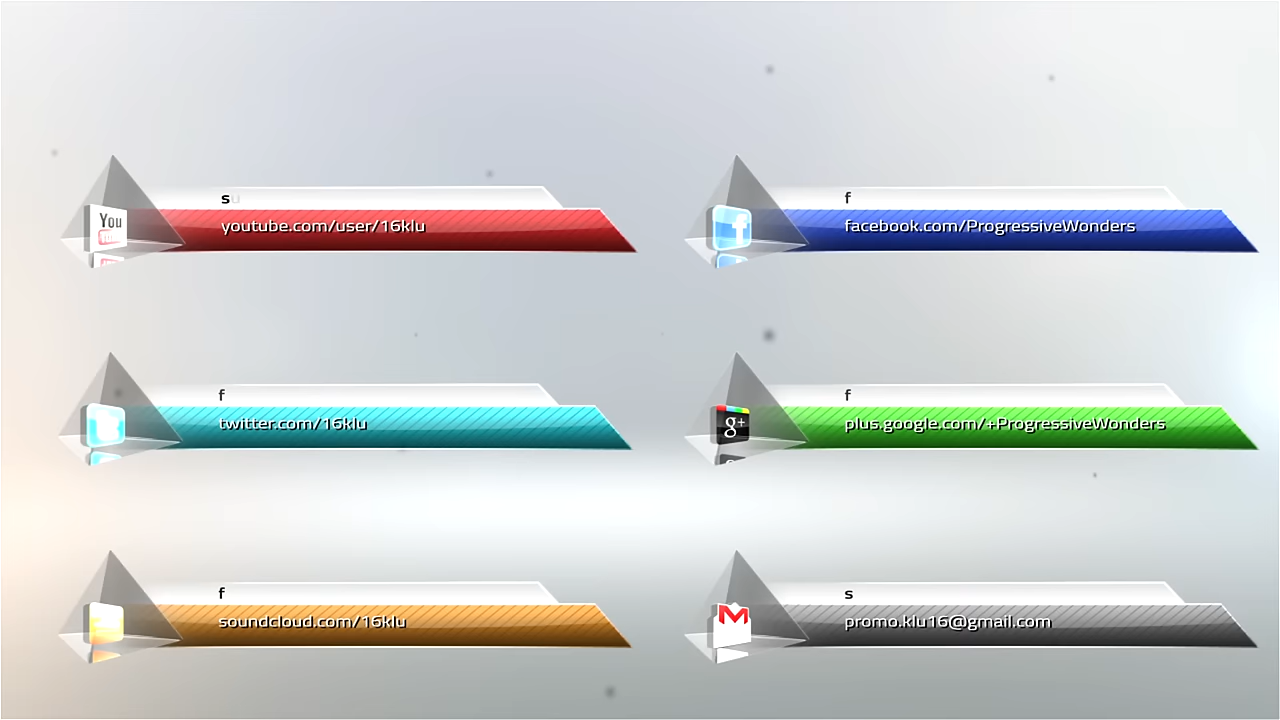 su
youtube.com/user/16klu
f
facebook.com/ProgressiveWonders
f
twitter.com/16klu
f
plus.google.com/+ProgressiveWonders
f
soundcloud.com/16klu
s
promo.klu16@gmail.com
You
g+